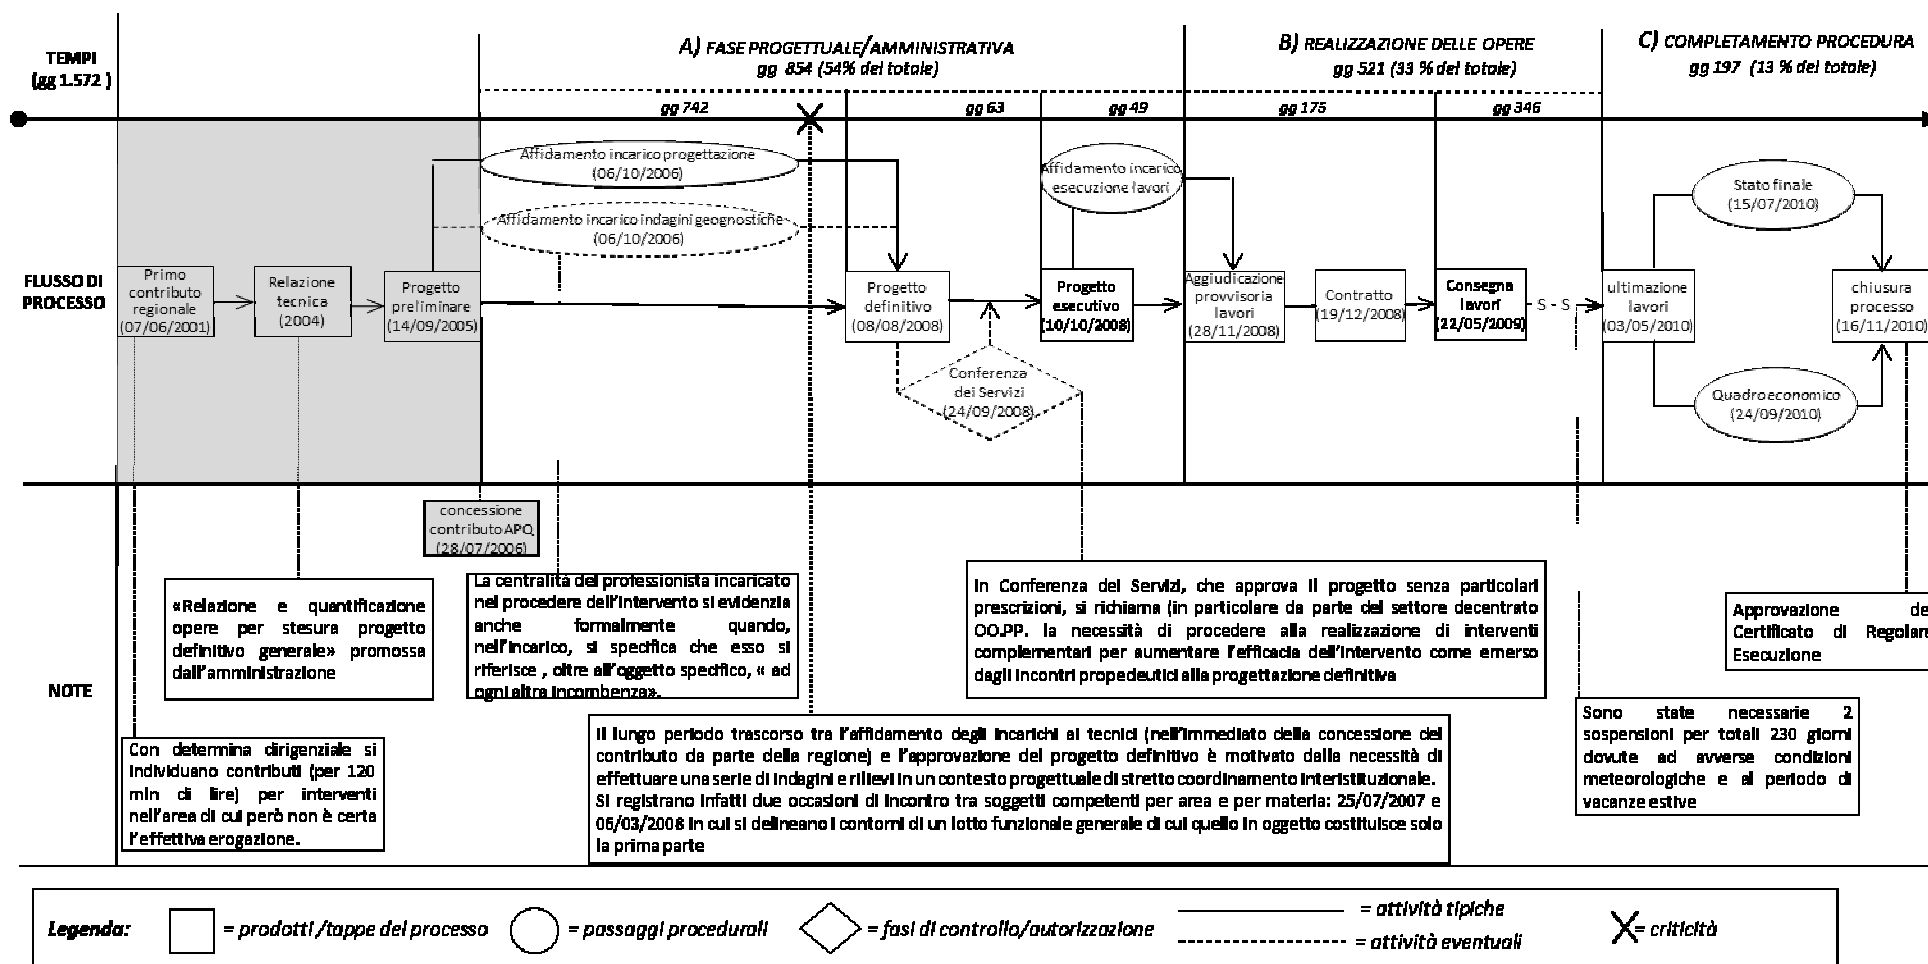 TEMPI
(gg 1.572 )
A) FASE PROGETTUALE/AMMINISTRATIVA
gg 854 (54% del totale)
B) REALIZZAZIONE DELLE OPERE
gg 521 (33 % del totale)
C) COMPLETAMENTO PROCEDURA
gg 197 (13 % del totale)
gg 742
gg 63
gg 49
gg 175
gg 346
FLUSSO DI
PROCESSO
Affidamento incarico progettazione
(06/10/2006)
Affidamento incarico indagini geognostiche
(06/10/2006)
Affidamento incarico
esecuzione lavori
Stato finale
(15/07/2010)
Primo
contributo
regionale
(07/06/2001)
Relazione
tecnica
(2004)
Progetto
preliminare
(14/09/2005)
Progetto
definitivo
(08/08/2008)
Progetto
esecutivo
(10/10/2008)
Aggiudicazione
provvisoria
lavori
(28/11/2008)
Contratto
(19/12/2008)
Consegna
lavori
(22/05/2009)
S - S
ultimazione
lavori
(03/05/2010)
chiusura
processo
(16/11/2010)
Conferenza
dei Servizi
(24/09/2008)
Quadro economico
(24/09/2010)
concessione
contributo APQ
(28/07/2006)
NOTE
«Relazione e quantificazione
opere per stesura progetto
definitivo generale» promossa
dall'amministrazione
La centralità del professionista incaricato
nel procedere dell'intervento si evidenzia
anche formalmente quando,
nell'incarico, si specifica che esso si
riferisce , oltre all'oggetto specifico, « ad
ogni altra incombenza».
In Conferenza dei Servizi, che approva il progetto senza particolari
prescrizioni, si richiama (in particolare da parte del settore decentrato
OO.PP. la necessità di procedere alla realizzazione di interventi
complementari per aumentare l'efficacia dell'intervento come emerso
dagli incontri propedeutici alla progettazione definitiva
Approvazione de
Certificato di Regolare
Esecuzione
Con determina dirigenziale si
individuano contributi (per 120
mln di lire) per interventi
nell'area di cui però non è certa
l'effettiva erogazione.
Il lungo periodo trascorso tra l'affidamento degli incarichi ai tecnici (nell'immediato della concessione del
contributo da parte della regione) e l'approvazione del progetto definitivo è motivato dalla necessità di
effettuare una serie di indagini e rilievi in un contesto progettuale di stretto coordinamento interistituzionale.
Si registrano infatti due occasioni di incontro tra soggetti competenti per area e per materia: 25/07/2007 e
06/03/2008 in cui si delineano i contorni di un lotto funzionale generale di cui quello in oggetto costituisce solo
la prima parte
Sono state necessarie 2
sospensioni per totali 230 giorni
dovute ad avverse condizioni
meteorologiche e al periodo di
vacanze estive
Legenda:
= prodotti /tappe del processo
= passaggi procedurali
= fasi di controllo/autorizzazione
= attività tipiche
= attività eventuali
= criticità